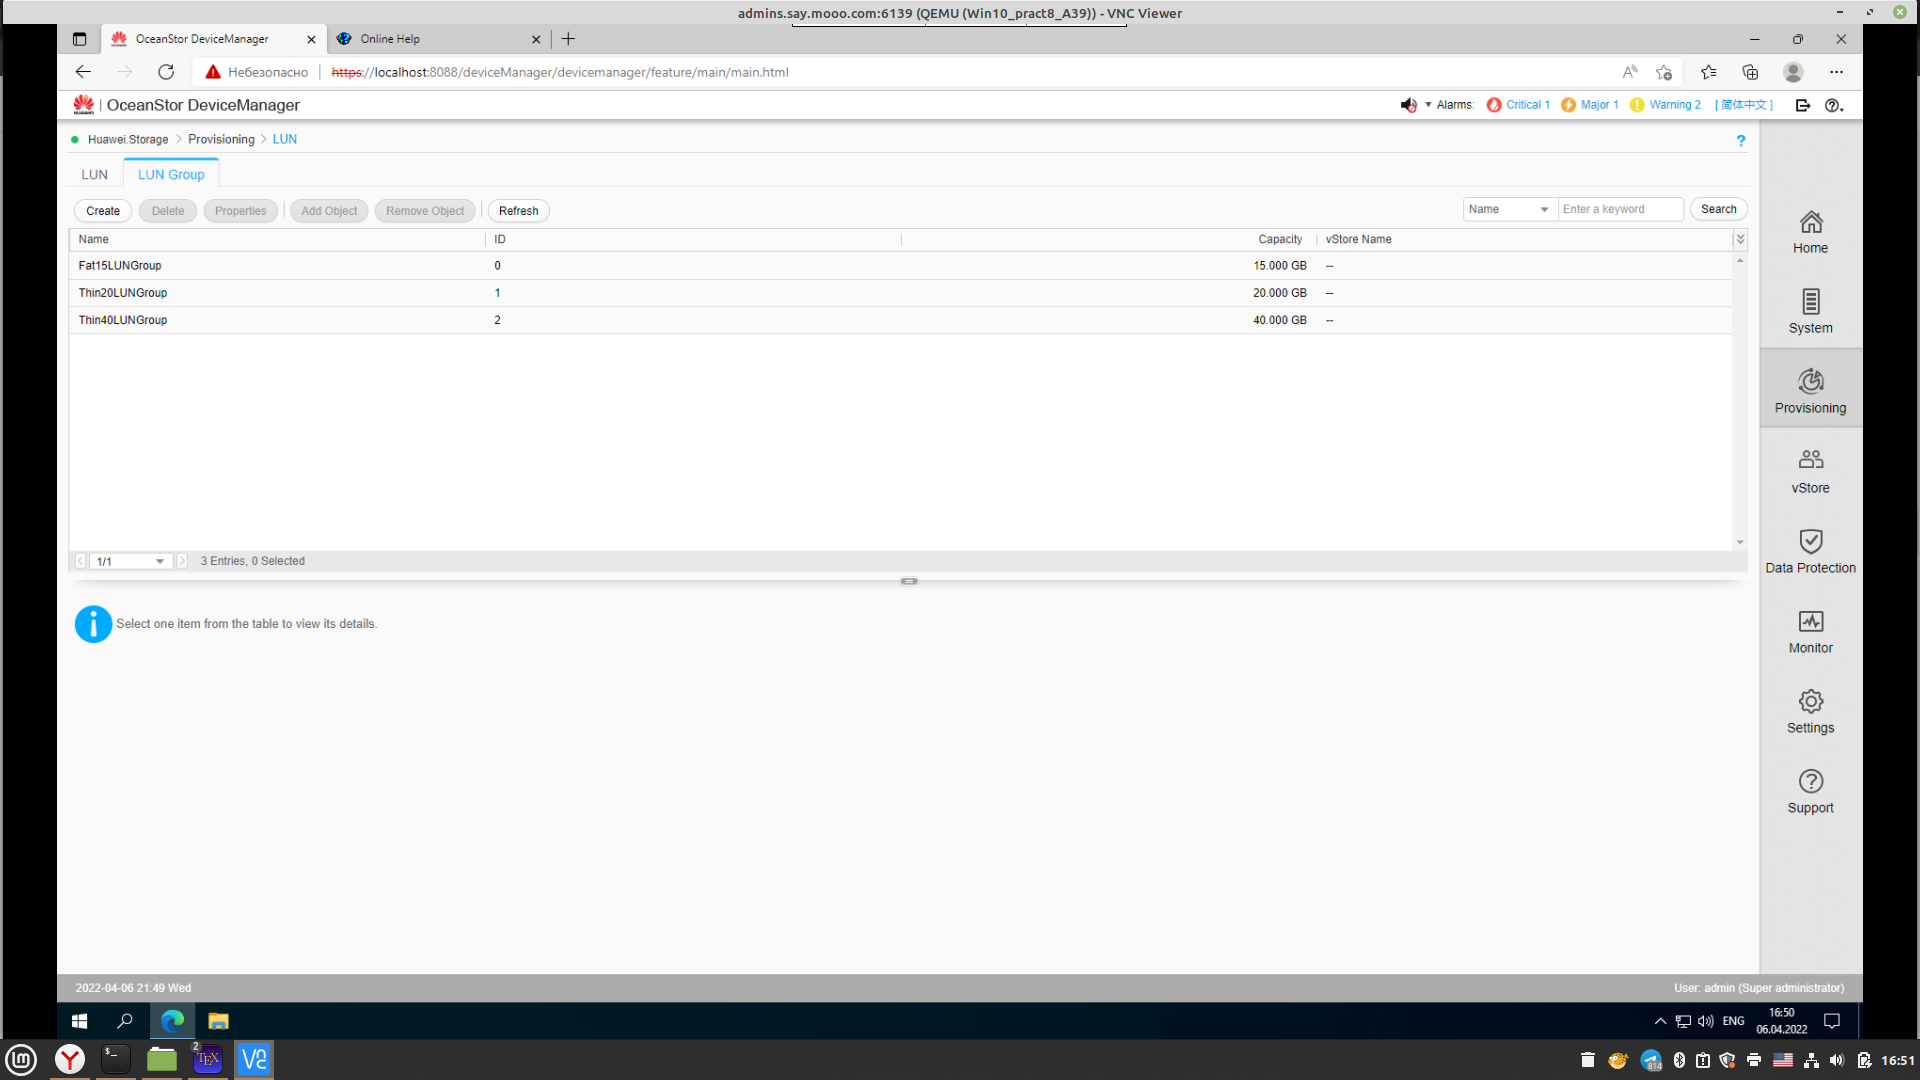 admins.say.mooo.com:6139 (QEMU (Win10_pract8_A39)) - VNC Viewer
OceanStor DeviceManager
Online Help
Небезопасно
https://localhost:8088/deviceManager/devicemanager/feature/main/main.html
HUAWEI | OceanStor DeviceManager
Alarms: Critical 1 Major 1 Warning 2 [简体中文]
Huawei.Storage > Provisioning > LUN
?
LUN
LUN Group
Create Delete Properties Add Object Remove Object Refresh
Name Enter a keyword Search
Name ID Capacity vStore Name
Fat15LUNGroup 0 15.000 GB --
Thin20LUNGroup 1 20.000 GB --
Thin40LUNGroup 2 40.000 GB --
1/1 3 Entries, 0 Selected
Select one item from the table to view its details.
Home
System
Provisioning
vStore
Data Protection
Monitor
Settings
Support
2022-04-06 21:49 Wed
User: admin (Super administrator)
ENG
16:50
06.04.2022
2
TEX
814
16:51